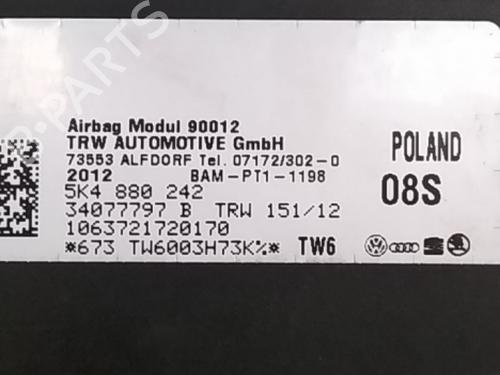 Airbag Modul 90012
TRW AUTOMOTIVE GmbH
73553 ALFDORF Tel. 07172/302-0
2012 BAM-PT1-1198
5K4 880 242
34077797 B TRW 151/12
1063721720170
*673 TW6003H73K%* TW6
POLAND
08S